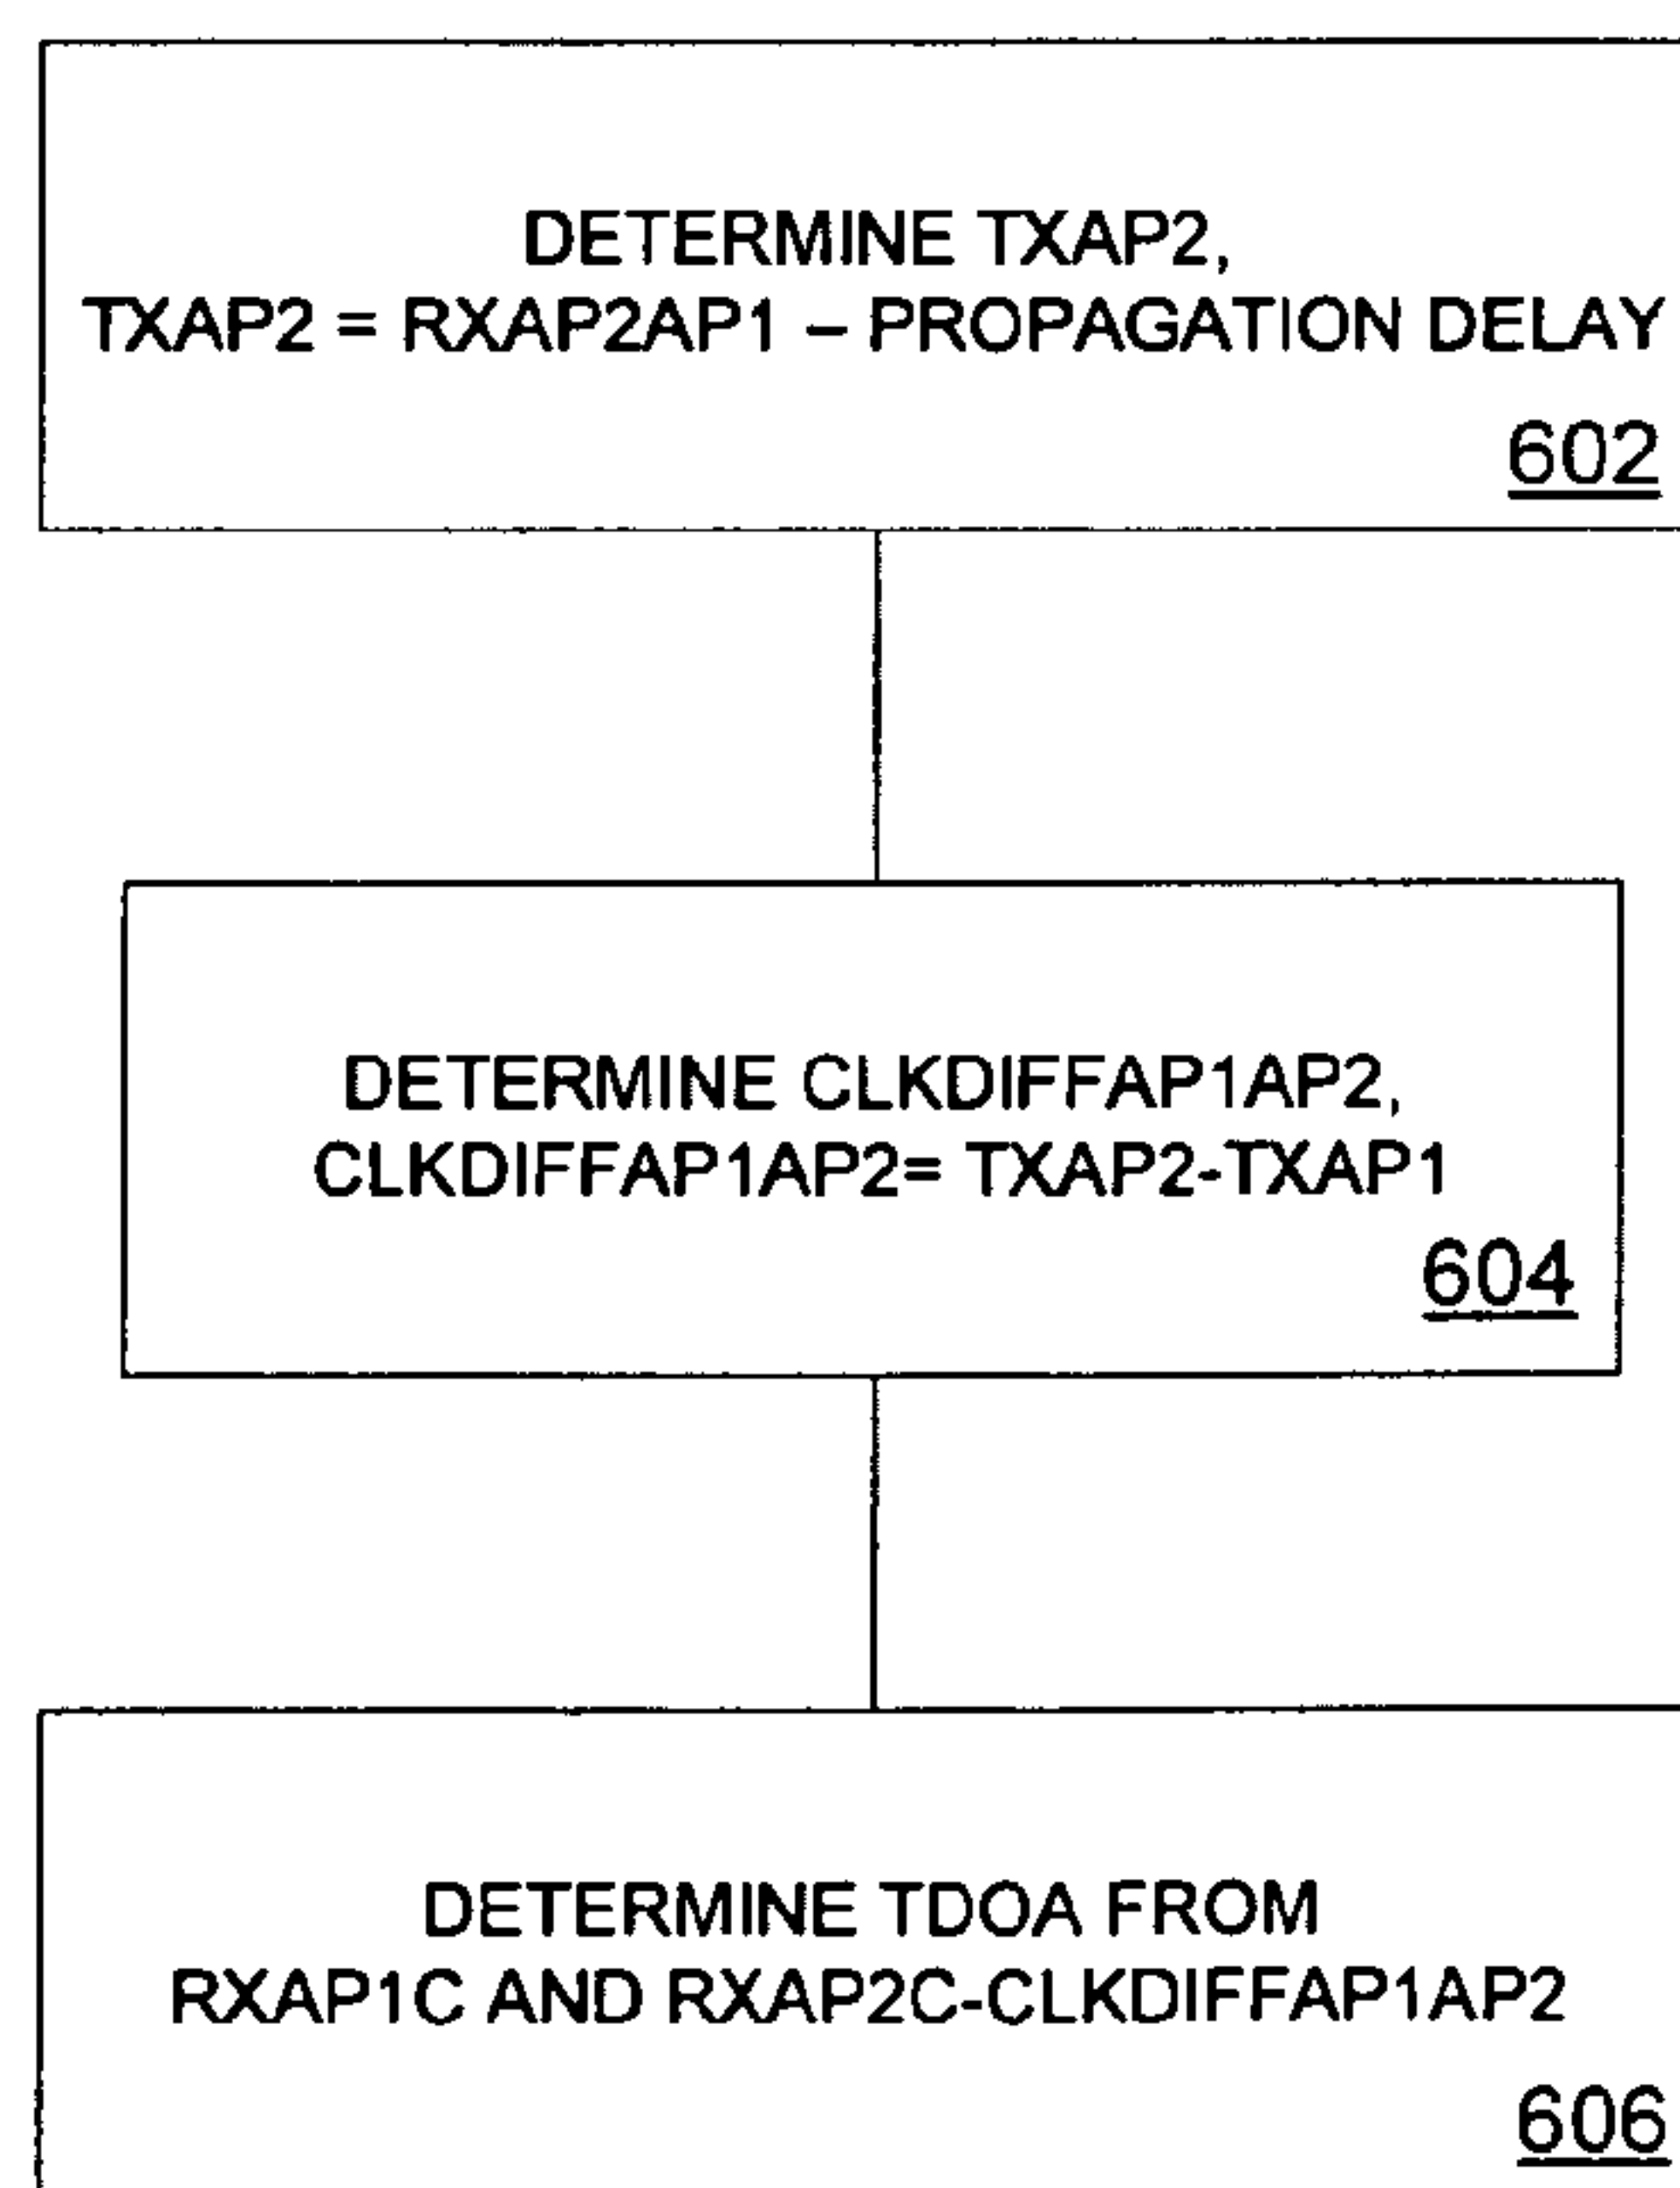 DETERMINE TXAP2,
TXAP2 = RXAP2AP1 – PROPAGATION DELAY
602
DETERMINE CLKDIFFAP1AP2,
CLKDIFFAP1AP2= TXAP2-TXAP1
604
DETERMINE TDOA FROM
RXAP1C AND RXAP2C-CLKDIFFAP1AP2
606